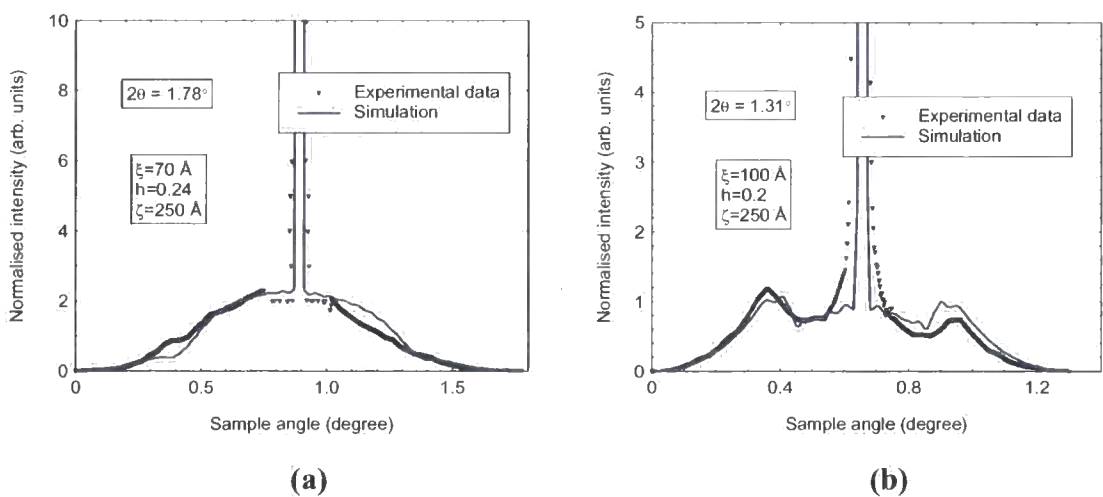 Normalised intensity (arb. units)
10
8
6
4
2
0
2θ = 1.78°
Experimental data
Simulation
ξ=70 Å
h=0.24
ζ=250 Å
0
0.5
1.0
1.5
Sample angle (degree)
(a)
Normalised intensity (arb. units)
5
4
3
2
1
0
2θ = 1.31°
Experimental data
Simulation
ξ=100 Å
h=0.2
ζ=250 Å
0
0.4
0.8
1.2
Sample angle (degree)
(b)